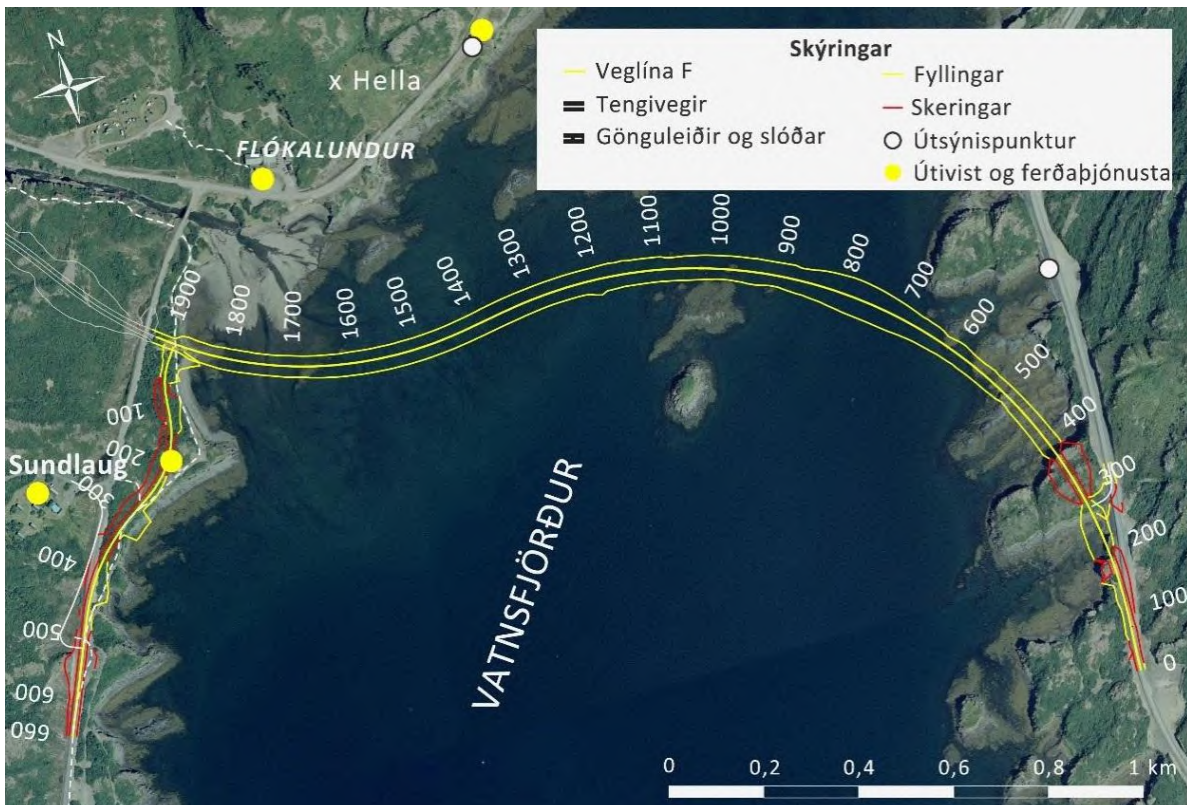 N
x Hella
FLÓKALUNDUR
Skýringar
Veglína F
Tengivegir
Gönguleiðir og slóðar
Fyllingar
Skeringar
Útsýnispunktur
Útivist og ferðaþjónusta
1900
1800
1700
1600
1500
1400
1300
1200
1100
1000
900
800
700
600
500
400
300
200
100
0
100
200
Sundlaug
300
400
500
600
660
VATNSFJÖRÐUR
0 0,2 0,4 0,6 0,8 1 km